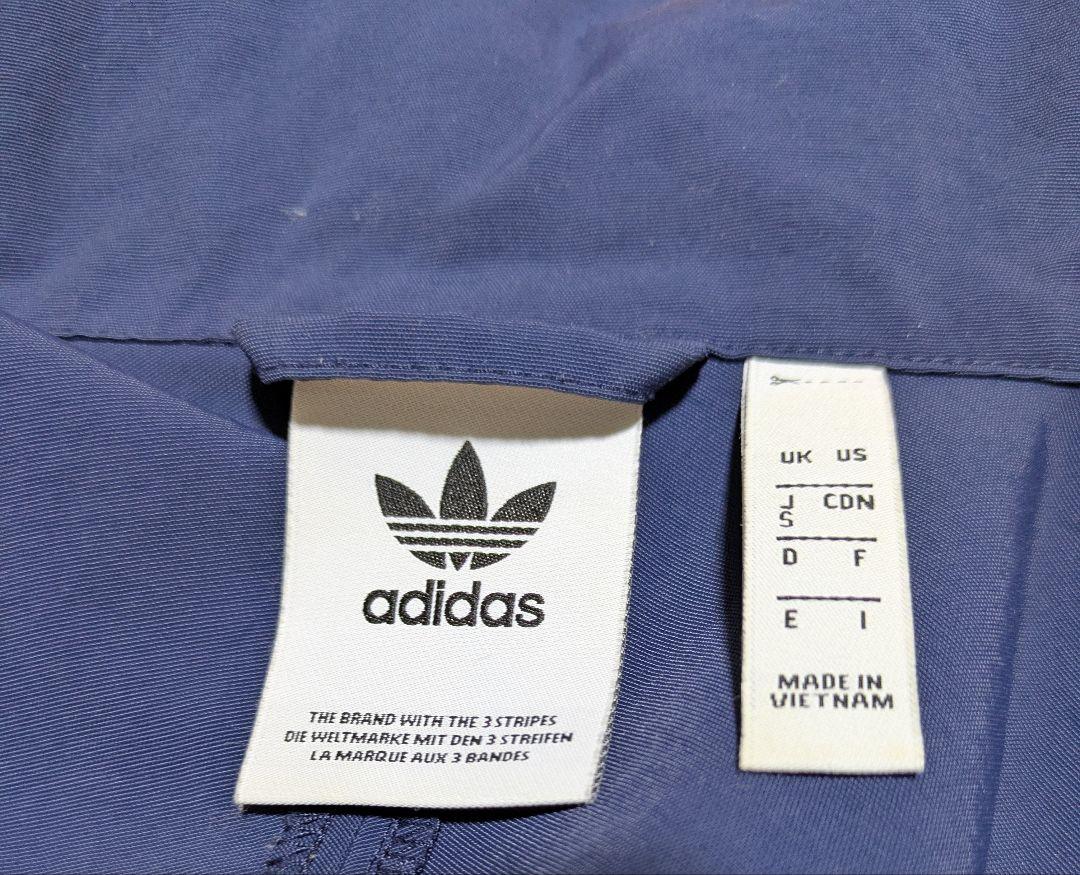 adidas
THE BRAND WITH THE 3 STRIPES
DIE WELTMARKE MIT DEN 3 STREIFEN
LA MARQUE AUX 3 BANDES
UK US
J CDN
S
D F
E I
MADE IN
VIETNAM